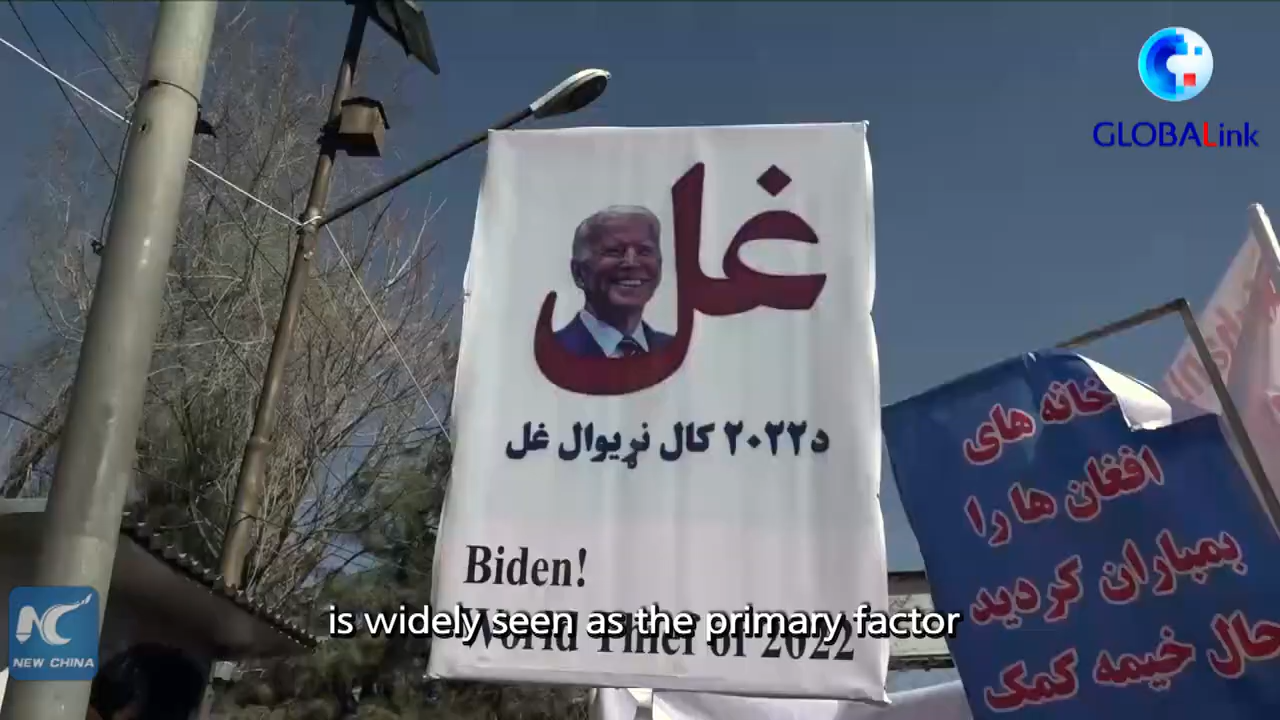 GLOBALink
غل
د ۲۰۲۲ کال نړیوال غل
Biden!
World Thief of 2022
is widely seen as the primary factor
خانه های
افغان ها را
بمباران کردید
حال خیمه کمک
NEW CHINA